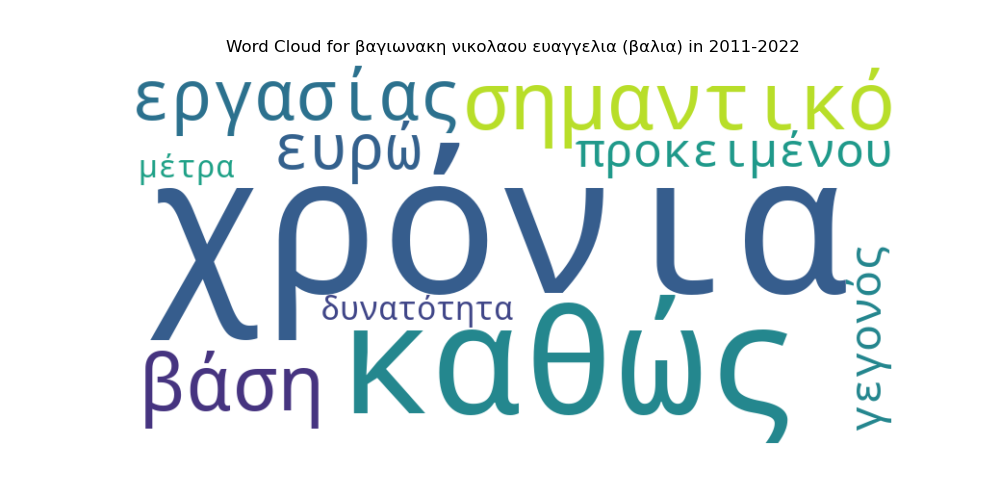 Word Cloud for βαγιωνακη νικολαου ευαγγελια (βαλια) in 2011-2022
εργασίας
σημαντικό
ευρώ
προκειμένου
μέτρα
χρόνια
γεγονός
δυνατότητα
καθώς
βάση